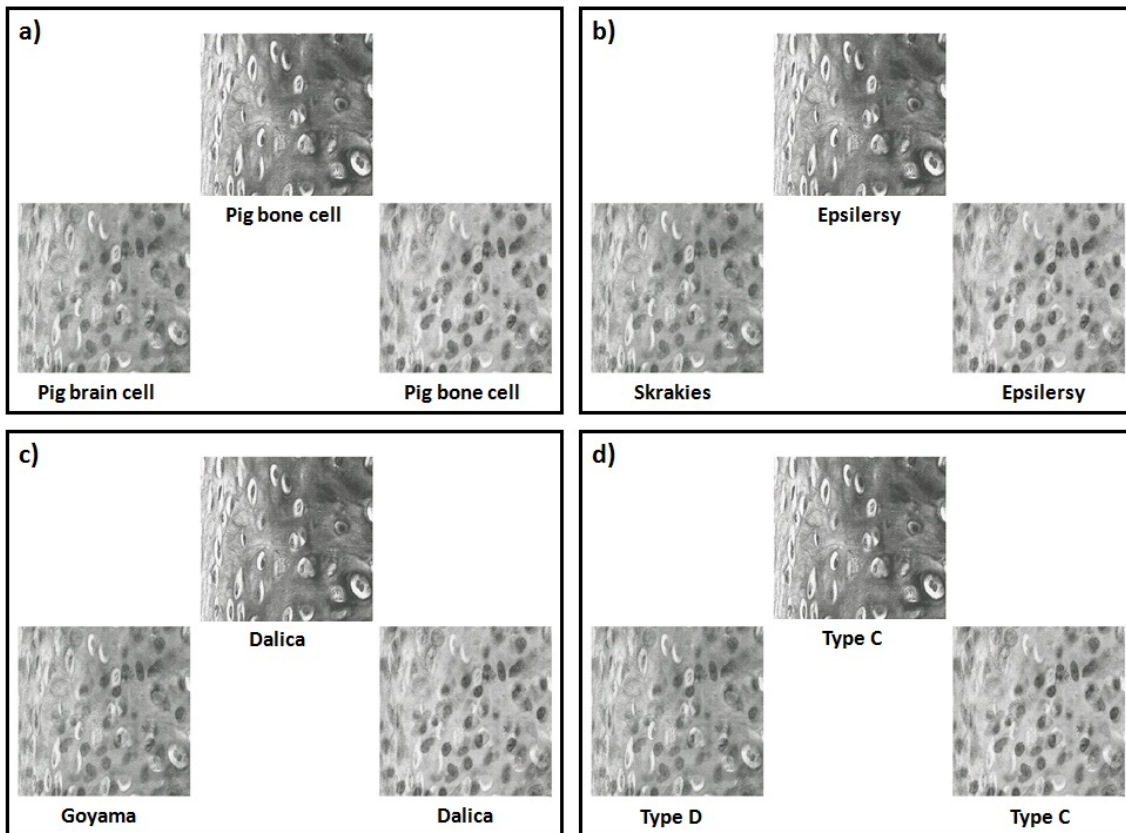 a)
Pig bone cell
Pig brain cell
Pig bone cell
b)
Epsilersy
Skrakies
Epsilersy
c)
Dalica
Goyama
Dalica
d)
Type C
Type D
Type C